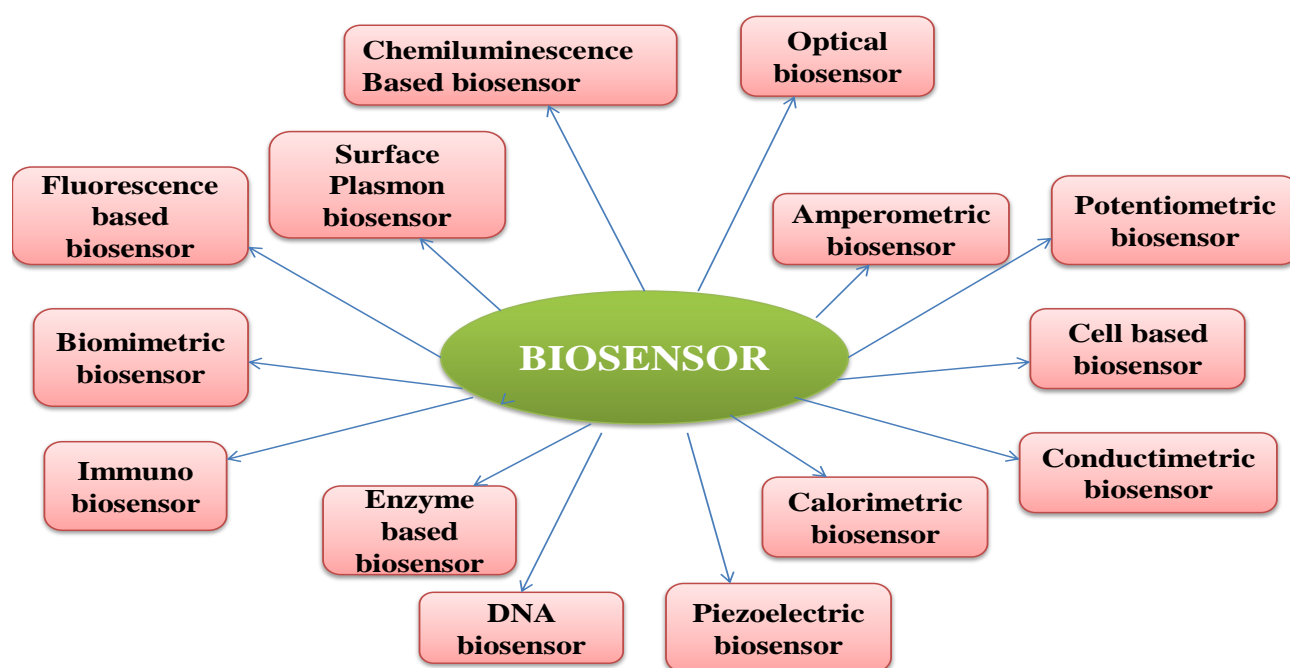 Chemiluminescence
Based biosensor
Optical
biosensor
Surface
Plasmon
biosensor
Fluorescence
based
biosensor
Amperometric
biosensor
Potentiometric
biosensor
BIOSENSOR
Biomimetric
biosensor
Cell based
biosensor
Immuno
biosensor
Conductimetric
biosensor
Enzyme
based
biosensor
Calorimetric
biosensor
DNA
biosensor
Piezoelectric
biosensor